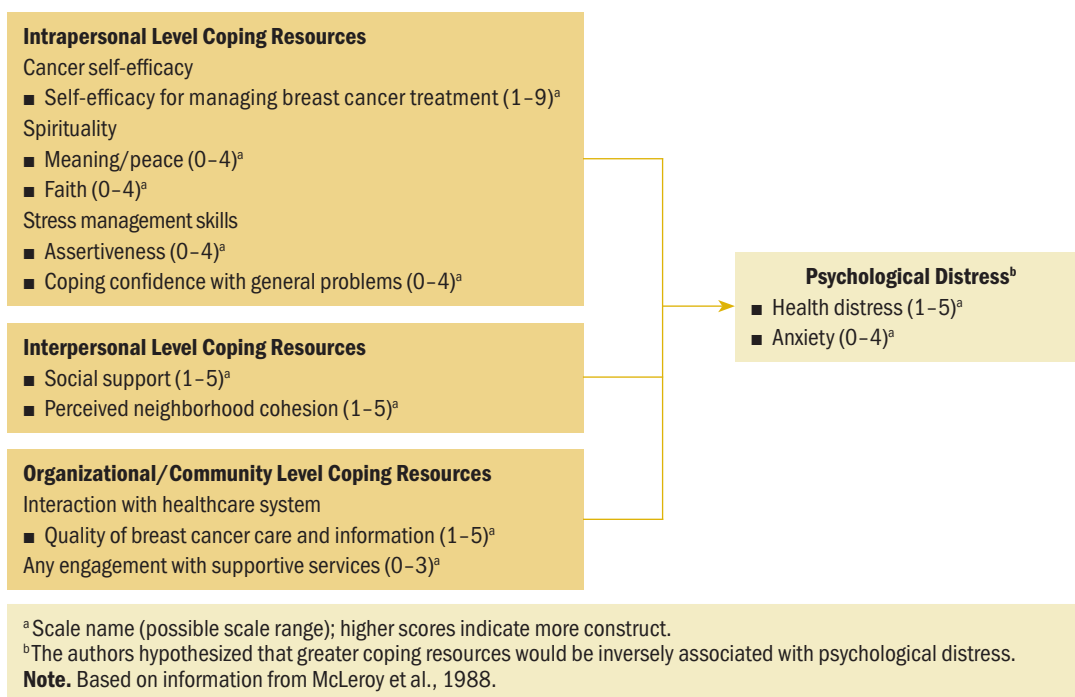 Intrapersonal Level Coping Resources
Cancer self-efficacy
■ Self-efficacy for managing breast cancer treatment (1–9)ᵃ
Spirituality
■ Meaning/peace (0–4)ᵃ
■ Faith (0–4)ᵃ
Stress management skills
■ Assertiveness (0–4)ᵃ
■ Coping confidence with general problems (0–4)ᵃ
Interpersonal Level Coping Resources
■ Social support (1–5)ᵃ
■ Perceived neighborhood cohesion (1–5)ᵃ
Organizational/Community Level Coping Resources
Interaction with healthcare system
■ Quality of breast cancer care and information (1–5)ᵃ
Any engagement with supportive services (0–3)ᵃ
Psychological Distressᵇ
■ Health distress (1–5)ᵃ
■ Anxiety (0–4)ᵃ
ᵃ Scale name (possible scale range); higher scores indicate more construct.
ᵇ The authors hypothesized that greater coping resources would be inversely associated with psychological distress.
Note. Based on information from McLeroy et al., 1988.